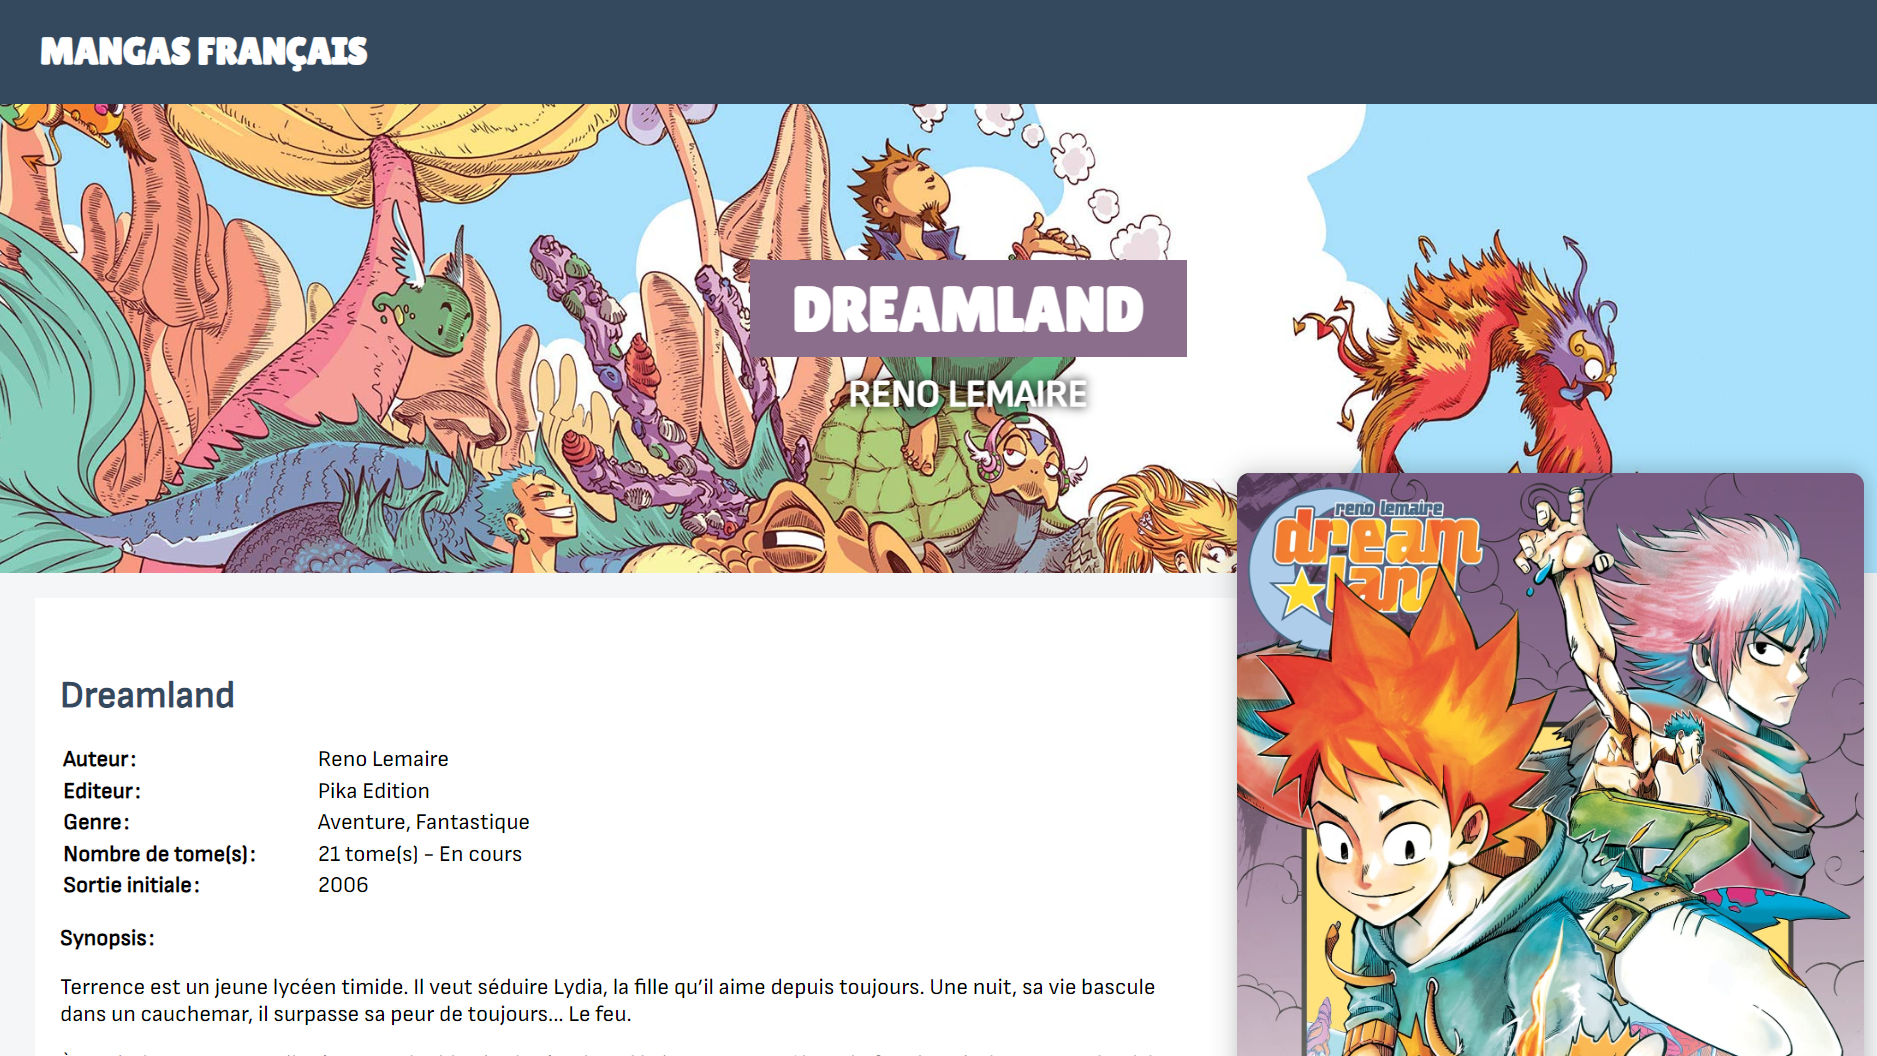 MANGAS FRANÇAIS
DREAMLAND
RENO LEMAIRE
reno lemaire
dream
land
Dreamland
Auteur : Reno Lemaire
Editeur : Pika Edition
Genre : Aventure, Fantastique
Nombre de tome(s) : 21 tome(s) - En cours
Sortie initiale : 2006
Synopsis :
Terrence est un jeune lycéen timide. Il veut séduire Lydia, la fille qu’il aime depuis toujours. Une nuit, sa vie bascule
dans un cauchemar, il surpasse sa peur de toujours… Le feu.